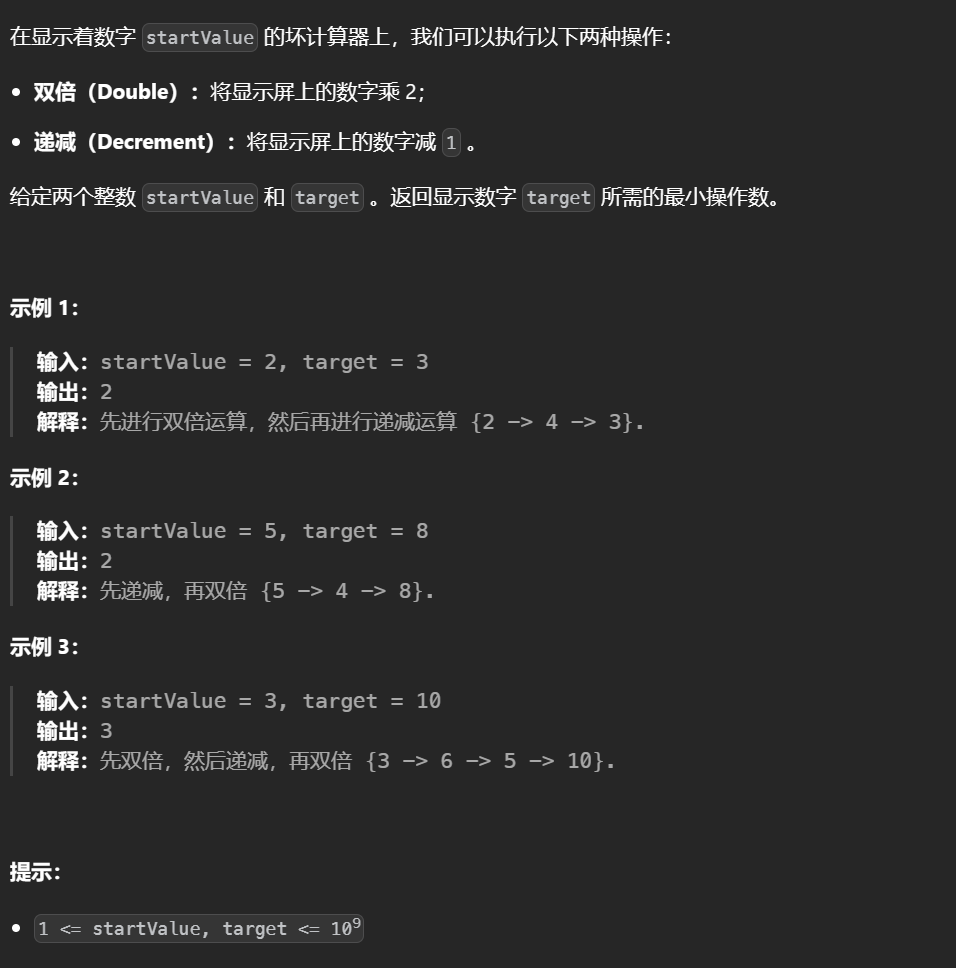 在显示着数字 startValue 的坏计算器上，我们可以执行以下两种操作：
• 双倍（Double）：将显示屏上的数字乘 2；
• 递减（Decrement）：将显示屏上的数字减 1 。
给定两个整数 startValue 和 target 。返回显示数字 target 所需的最小操作数。
示例 1：
输入：startValue = 2, target = 3
输出：2
解释：先进行双倍运算，然后再进行递减运算 {2 -> 4 -> 3}.
示例 2：
输入：startValue = 5, target = 8
输出：2
解释：先递减，再双倍 {5 -> 4 -> 8}.
示例 3：
输入：startValue = 3, target = 10
输出：3
解释：先双倍，然后递减，再双倍 {3 -> 6 -> 5 -> 10}.
提示：
• 1 <= startValue, target <= 10⁹